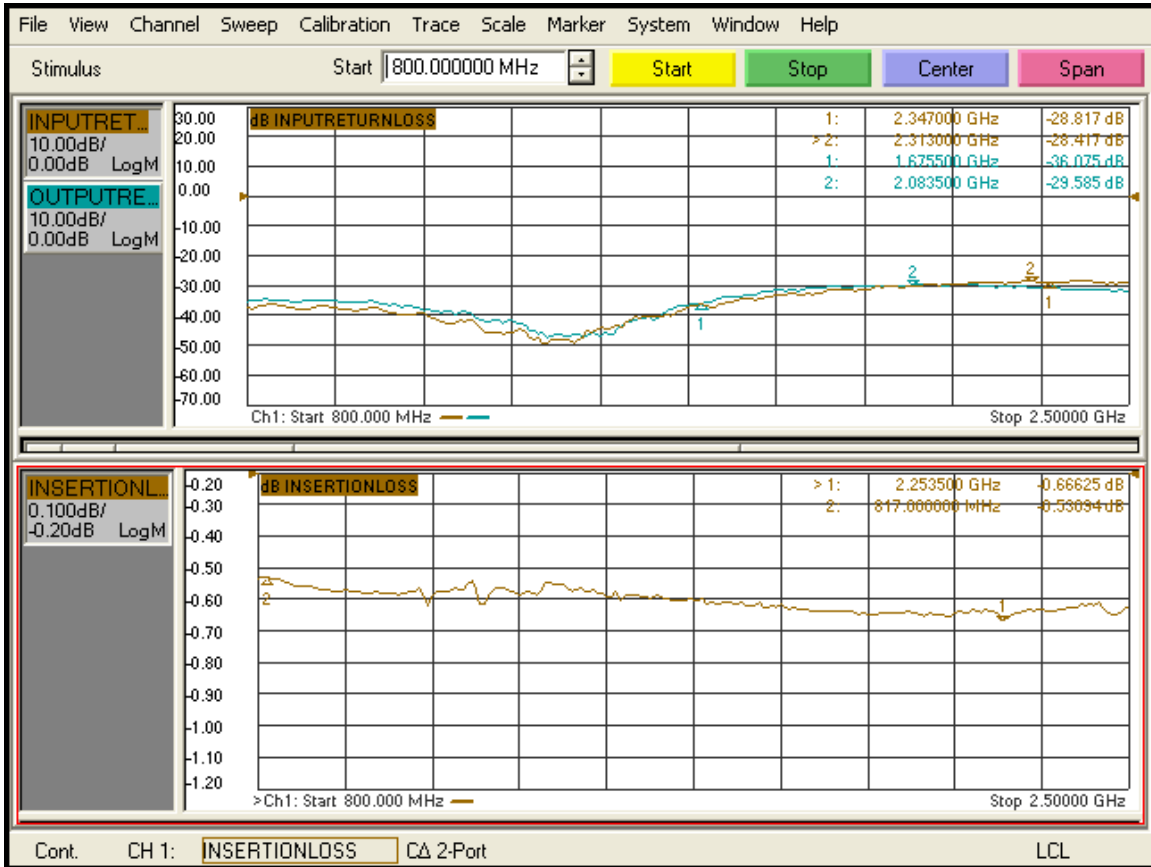 File View Channel Sweep Calibration Trace Scale Marker System Window Help
Stimulus Start 800.000000 MHz Start Stop Center Span
INPUTRET...
10.00dB/
0.00dB LogM
OUTPUTRE...
10.00dB/
0.00dB LogM
30.00
20.00
10.00
0.00
-10.00
-20.00
-30.00
-40.00
-50.00
-60.00
-70.00
dB INPUTRETURNLOSS
1: 2.347000 GHz -28.817 dB
> 2: 2.313000 GHz -28.417 dB
1: 1.675500 GHz -36.075 dB
2: 2.083500 GHz -29.585 dB
2 2
1 1
Ch1: Start 800.000 MHz Stop 2.50000 GHz
INSERTIONL...
0.100dB/
-0.20dB LogM
-0.20
-0.30
-0.40
-0.50
-0.60
-0.70
-0.80
-0.90
-1.00
-1.10
-1.20
dB INSERTIONLOSS
> 1: 2.253500 GHz -0.66625 dB
2: 817.000000 MHz -0.53094 dB
2 1
>Ch1: Start 800.000 MHz Stop 2.50000 GHz
Cont. CH 1: INSERTIONLOSS CΔ 2-Port LCL